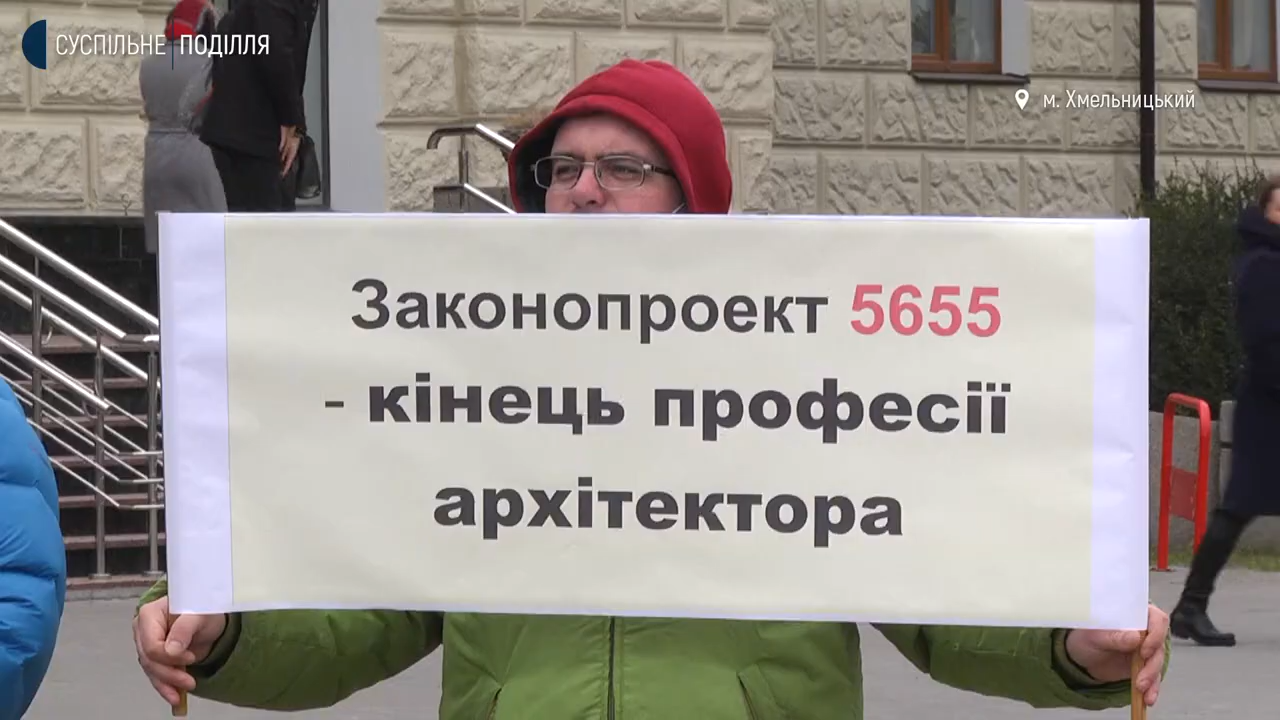 СУСПІЛЬНЕ ПОДІЛЛЯ
м. Хмельницький
Законопроект 5655
- кінець професії
архітектора